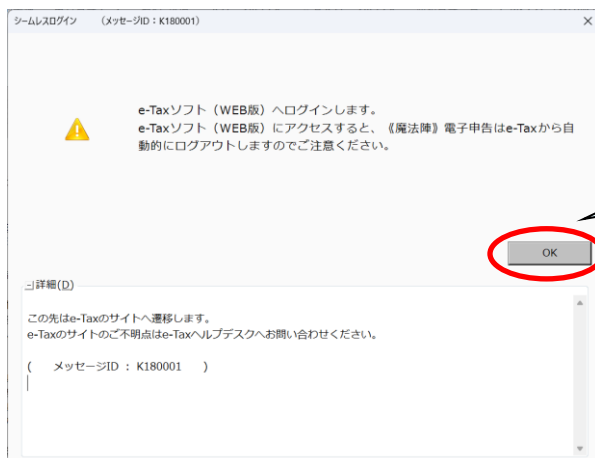 シームレスログイン　（メッセージID：K180001）
e-Taxソフト（WEB版）へログインします。
e-Taxソフト（WEB版）にアクセスすると、《魔法陣》電子申告はe-Taxから自
動的にログアウトしますのでご注意ください。
OK
詳細(D)
この先はe-Taxのサイトへ遷移します。
e-Taxのサイトのご不明点はe-Taxヘルプデスクへお問い合わせください。
(　メッセージID : K180001　)